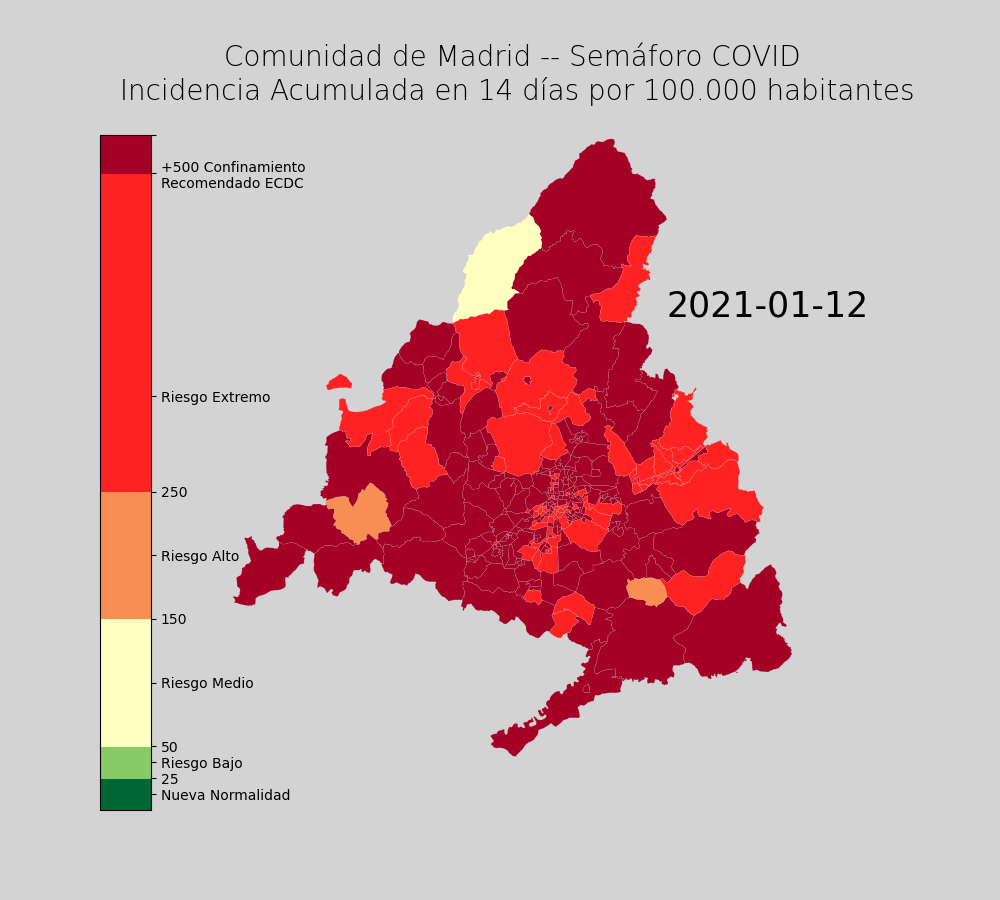 Comunidad de Madrid -- Semáforo COVID
Incidencia Acumulada en 14 días por 100.000 habitantes
+500 Confinamiento
Recomendado ECDC
2021-01-12
Riesgo Extremo
250
Riesgo Alto
150
Riesgo Medio
50
Riesgo Bajo
25
Nueva Normalidad